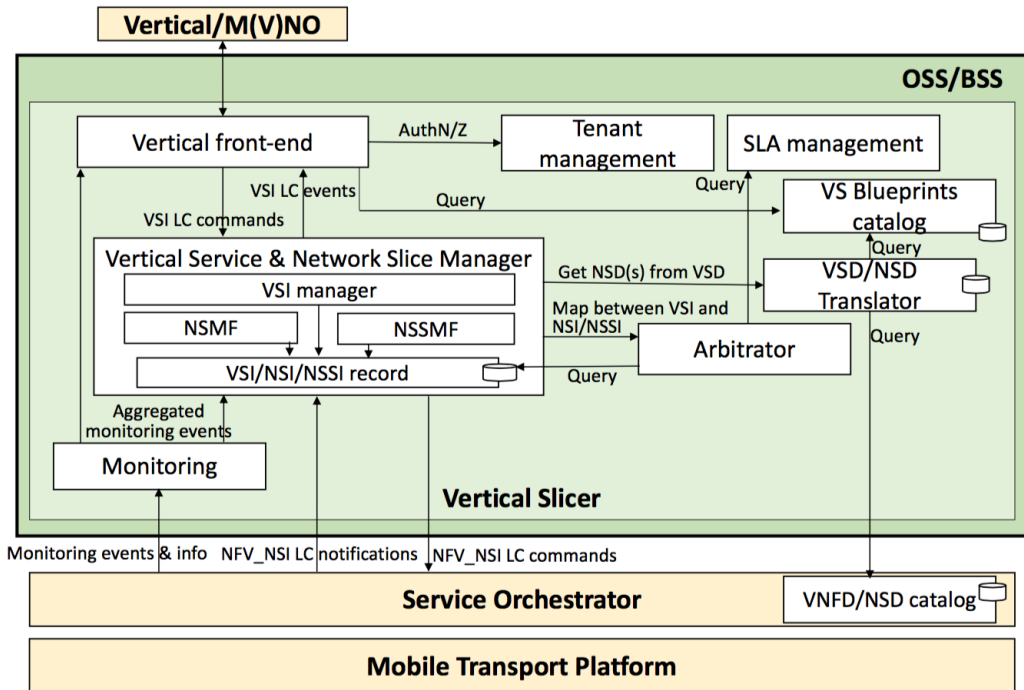 Vertical/M(V)NO
OSS/BSS
Vertical front-end
AuthN/Z
Tenant
management
SLA management
VSI LC events
Query
Query
VS Blueprints
catalog
VSI LC commands
Query
Vertical Service & Network Slice Manager
VSI manager
Get NSD(s) from VSD
VSD/NSD
Translator
NSMF
NSSMF
Map between VSI and
NSI/NSSI
Query
Arbitrator
VSI/NSI/NSSI record
Query
Aggregated
monitoring events
Monitoring
Vertical Slicer
Monitoring events & info
NFV_NSI LC notifications
NFV_NSI LC commands
Service Orchestrator
VNFD/NSD catalog
Mobile Transport Platform